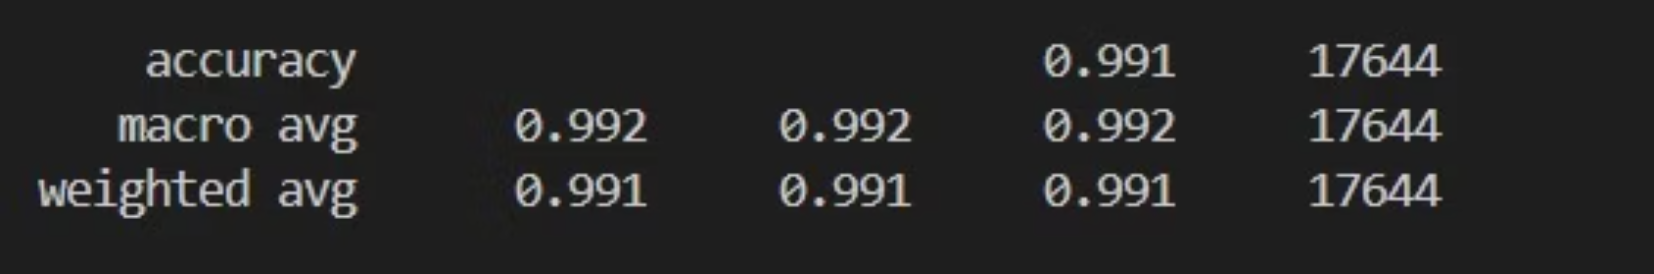 accuracy 0.991 17644
macro avg 0.992 0.992 0.992 17644
weighted avg 0.991 0.991 0.991 17644